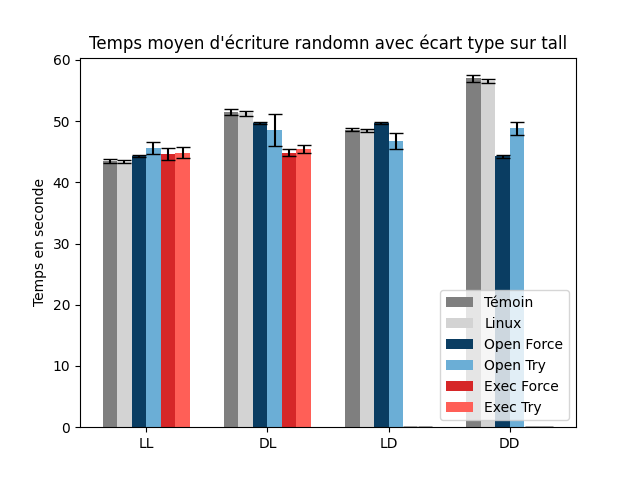 Temps moyen d'écriture randomn avec écart type sur tall
Temps en seconde
60
50
40
30
20
10
0
LL
DL
LD
DD
Témoin
Linux
Open Force
Open Try
Exec Force
Exec Try